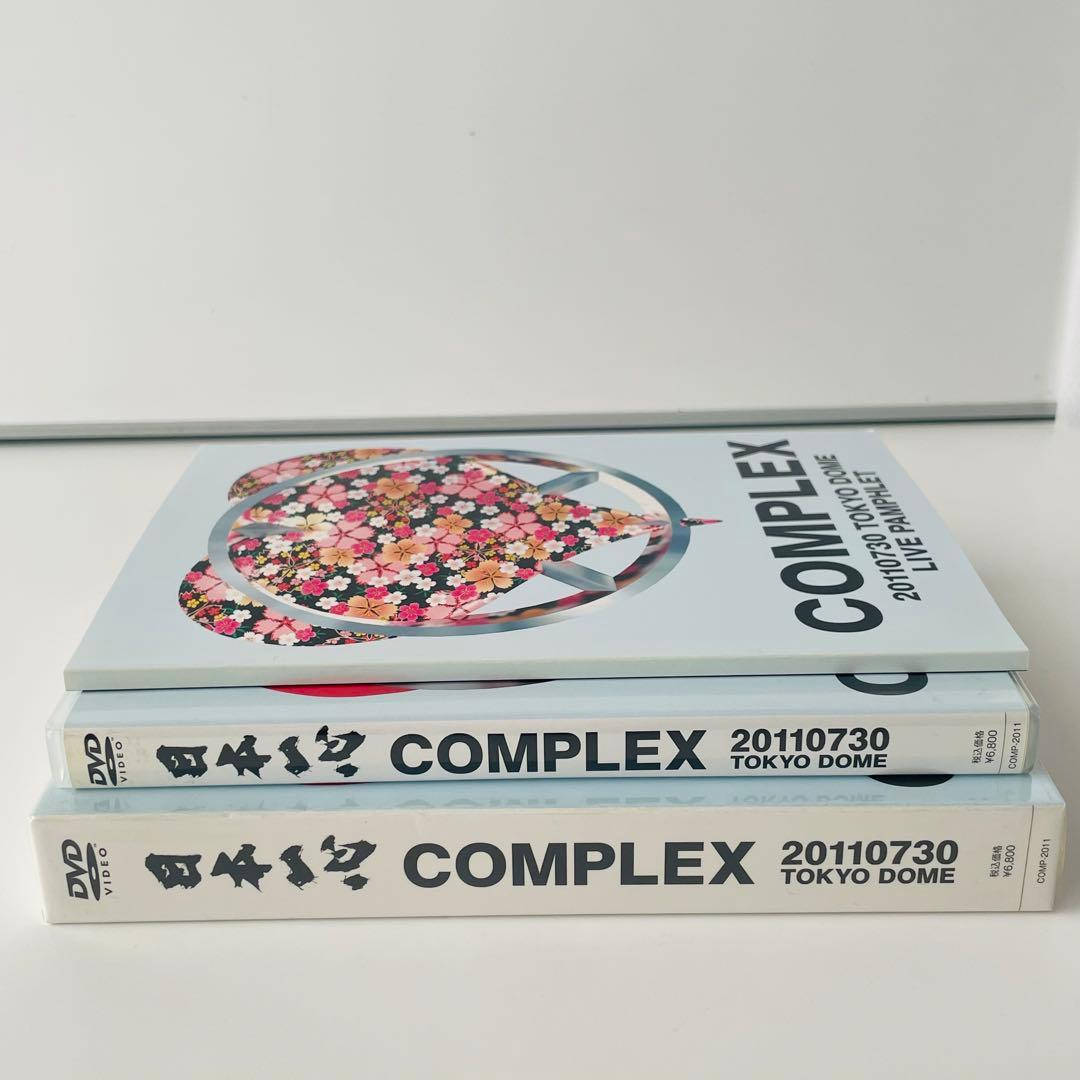 COMPLEX
20110730 TOKYO DOME
LIVE PAMPHLET
DVD
VIDEO
日本一心
COMPLEX
20110730
TOKYO DOME
税込価格
¥6,800
COMP-2011
DVD
VIDEO
日本一心
COMPLEX
20110730
TOKYO DOME
税込価格
¥6,800
COMP-2011